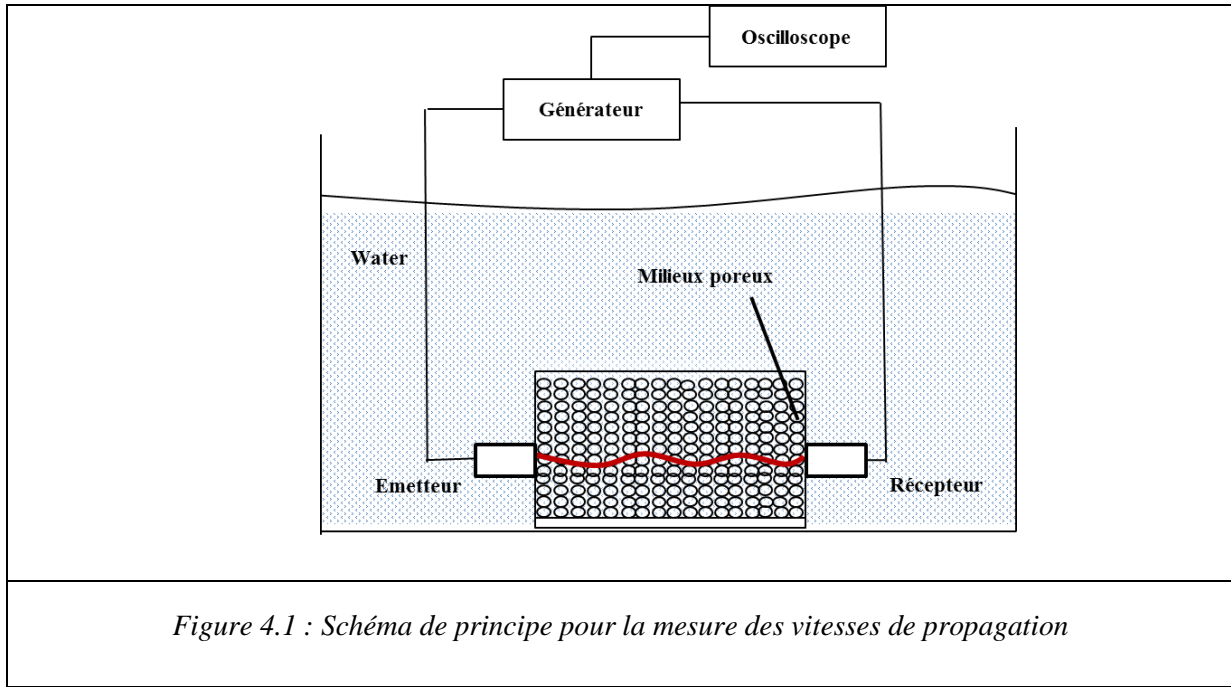 Oscilloscope
Générateur
Water
Milieux poreux
Emetteur
Récepteur
Figure 4.1 : Schéma de principe pour la mesure des vitesses de propagation